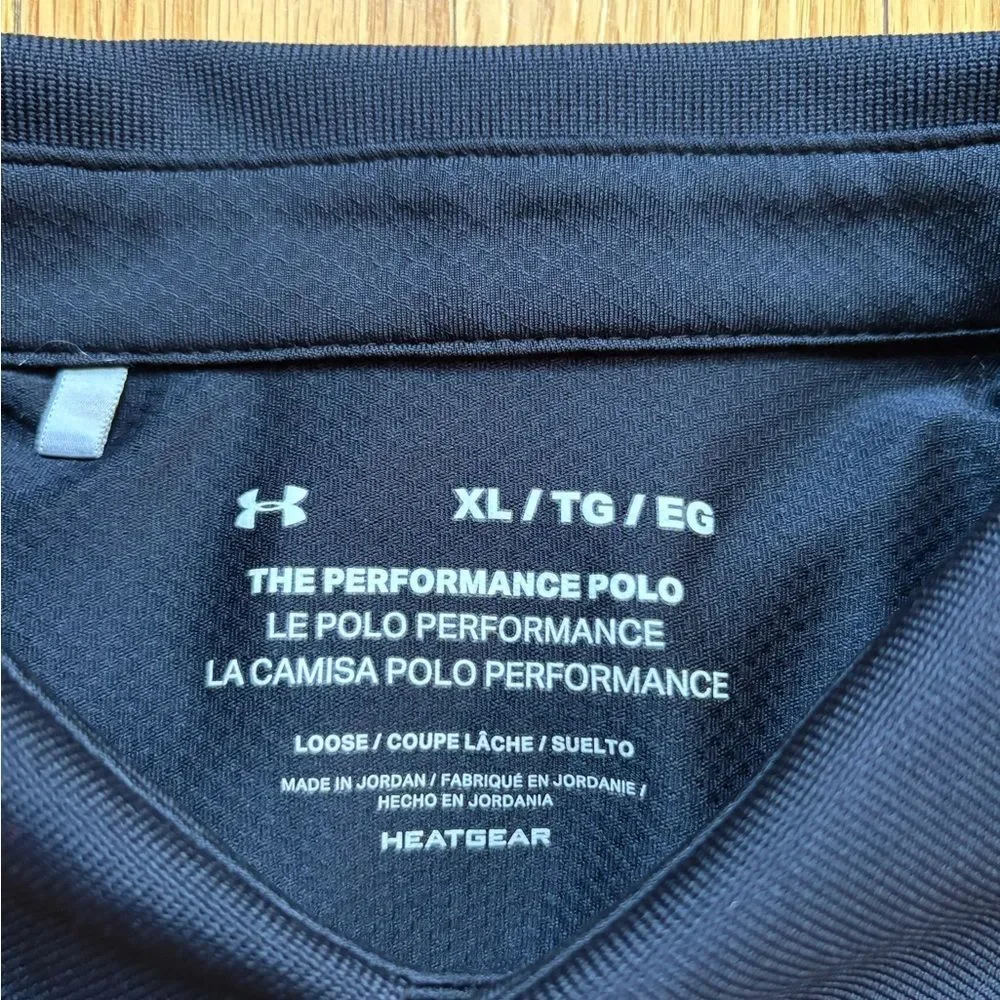 XL / TG / EG
THE PERFORMANCE POLO
LE POLO PERFORMANCE
LA CAMISA POLO PERFORMANCE
LOOSE / COUPE LÂCHE / SUELTO
MADE IN JORDAN / FABRIQUÉ EN JORDANIE /
HECHO EN JORDANIA
HEATGEAR